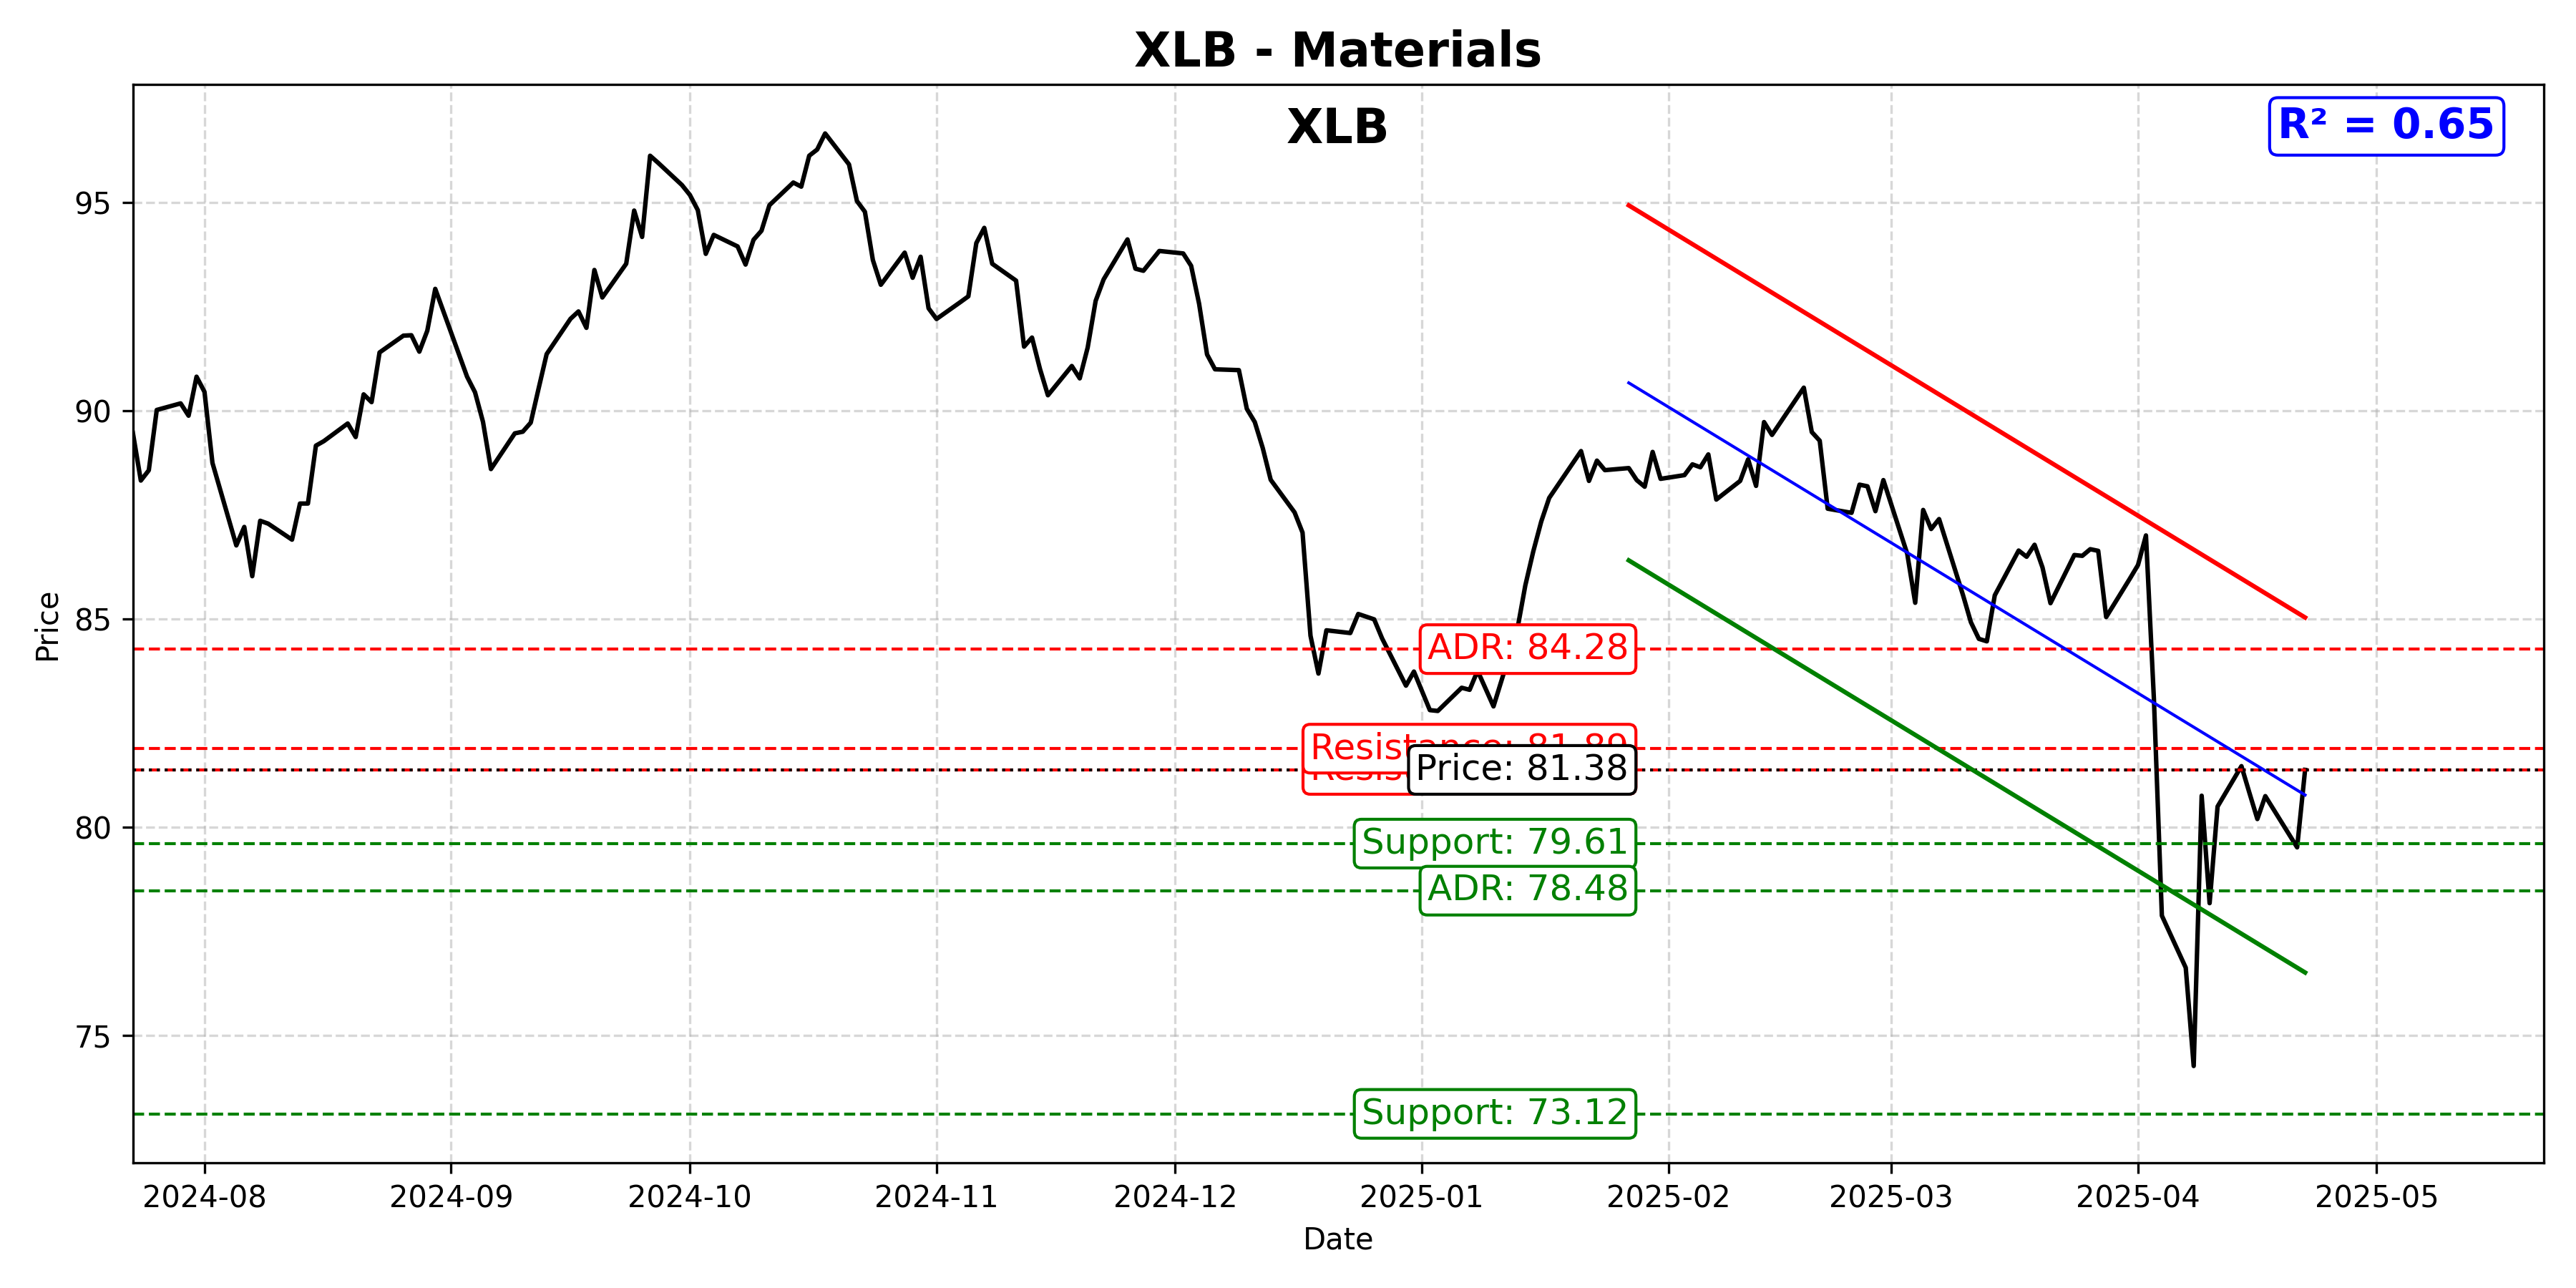 XLB - Materials
XLB
R² = 0.65
95
90
85
80
75
Price
ADR: 84.28
Resistance: 81.89
Price: 81.38
Support: 79.61
ADR: 78.48
Support: 73.12
2024-08 2024-09 2024-10 2024-11 2024-12 2025-01 2025-02 2025-03 2025-04 2025-05
Date